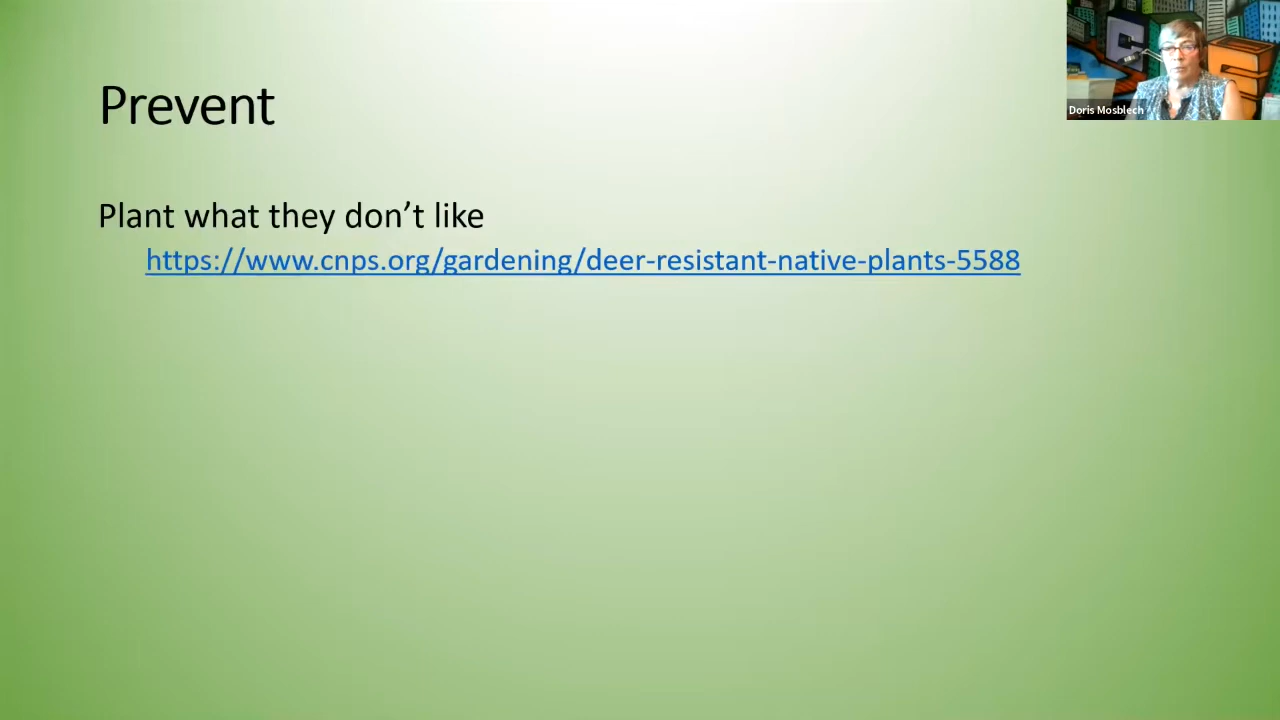 Prevent
Doris Mosblech
Plant what they don’t like
https://www.cnps.org/gardening/deer-resistant-native-plants-5588